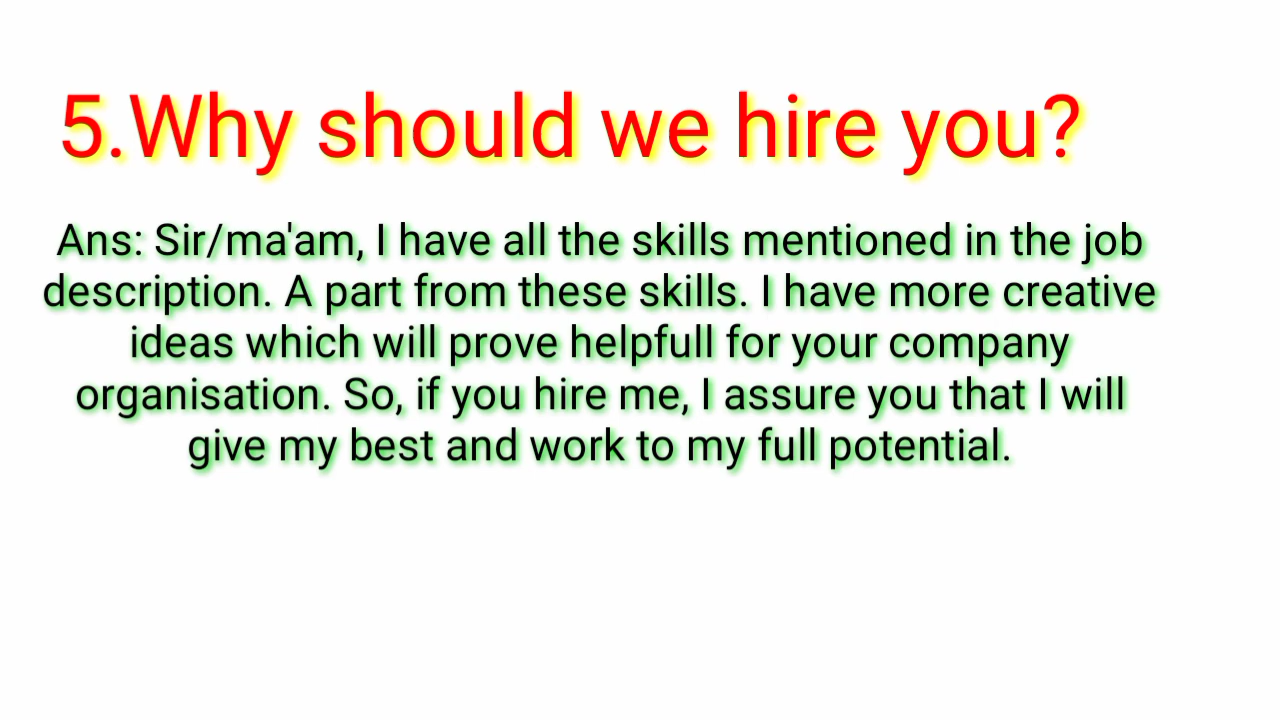 5.Why should we hire you?
Ans: Sir/ma'am, I have all the skills mentioned in the job
description. A part from these skills. I have more creative
ideas which will prove helpfull for your company
organisation. So, if you hire me, I assure you that I will
give my best and work to my full potential.